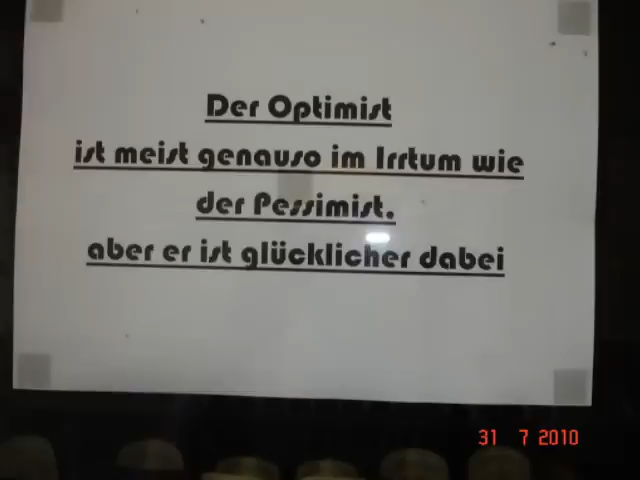 Der Optimist
ist meist genauso im Irrtum wie
der Pessimist.
aber er ist glücklicher dabei
31 7 2010